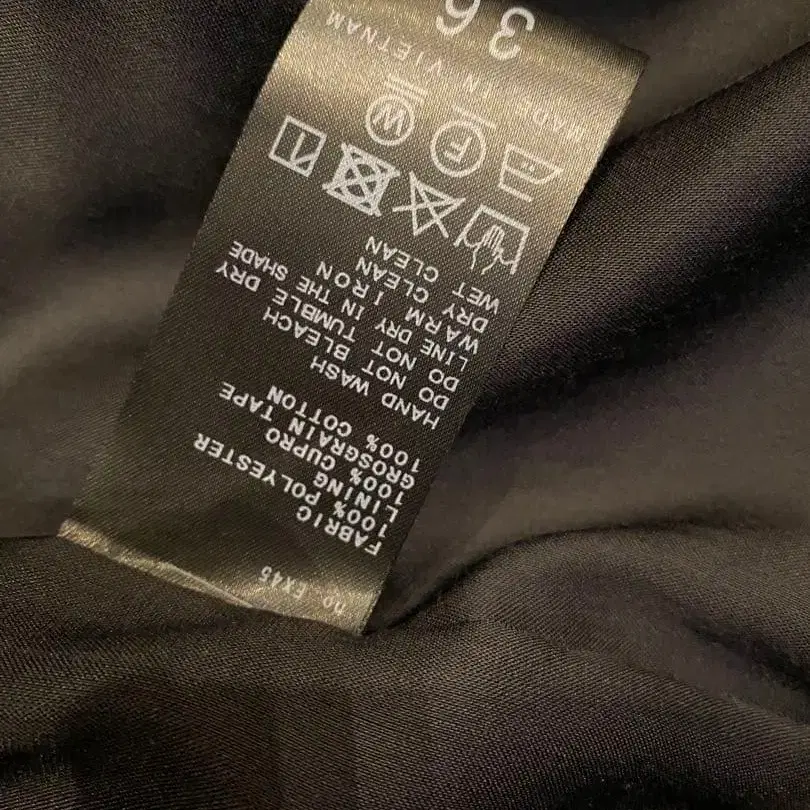 no. EX45
FABRIC
100% POLYESTER
LINING
100% CUPRO
GROSGRAIN TAPE
100% COTTON
HAND WASH
DO NOT BLEACH
DO NOT TUMBLE DRY
LINE DRY IN THE SHADE
WARM IRON
DRY CLEAN
WET CLEAN
F
W
MADE IN VIETNAM
36